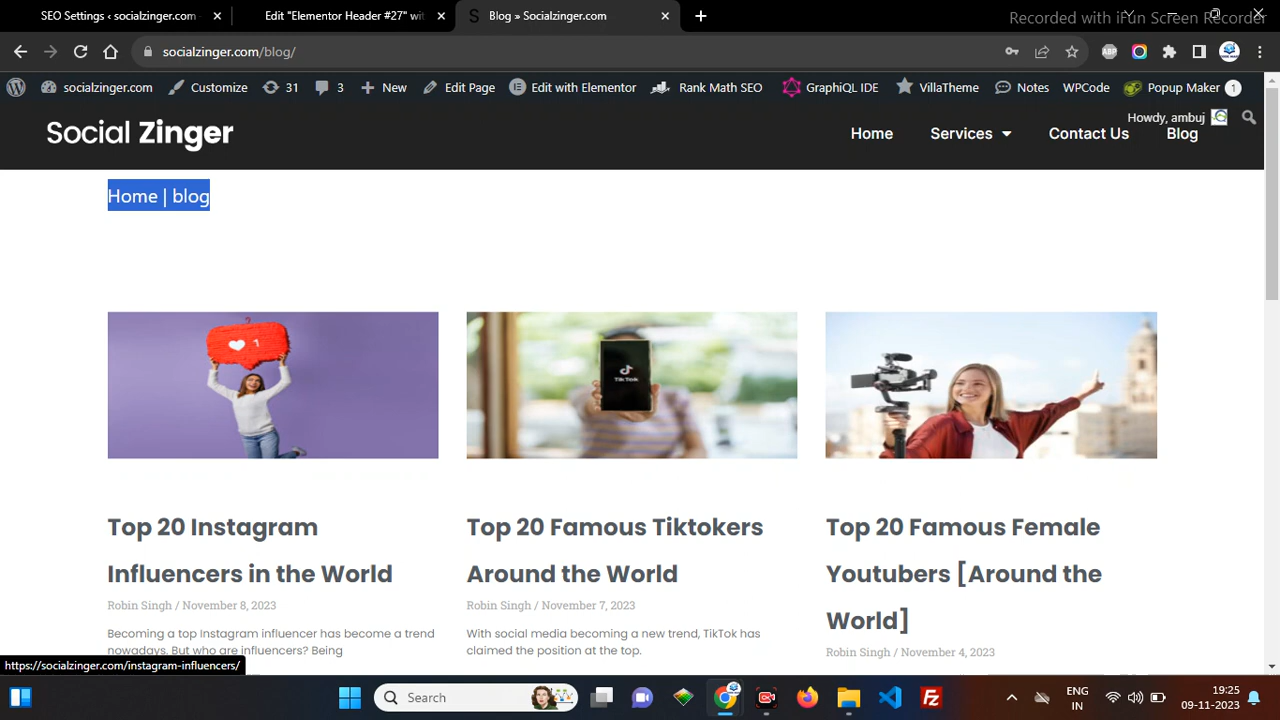 SEO Settings ‹ socialzinger.com
Edit "Elementor Header #27" wit
Blog » Socialzinger.com
Recorded with iFun Screen Recorder
socialzinger.com/blog/
ABP
socialzinger.com
Customize
31
3
New
Edit Page
Edit with Elementor
Rank Math SEO
GraphiQL IDE
VillaTheme
Notes
WPCode
Popup Maker 1
Howdy, ambuj
Social Zinger
Home
Services
Contact Us
Blog
Home | blog
1
TikTok
Top 20 Instagram
Influencers in the World
Robin Singh / November 8, 2023
Becoming a top Instagram influencer has become a trend
nowadays. But who are influencers? Being
Top 20 Famous Tiktokers
Around the World
Robin Singh / November 7, 2023
With social media becoming a new trend, TikTok has
claimed the position at the top.
Top 20 Famous Female
Youtubers [Around the
World]
Robin Singh / November 4, 2023
https://socialzinger.com/instagram-influencers/
Search
ENG
IN
19:25
09-11-2023